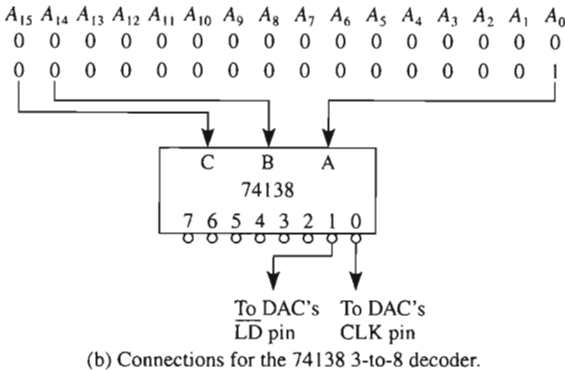 A15 A14 A13 A12 A11 A10 A9 A8 A7 A6 A5 A4 A3 A2 A1 A0
0 0 0 0 0 0 0 0 0 0 0 0 0 0 0 0
0 0 0 0 0 0 0 0 0 0 0 0 0 0 0 1
C B A
74138
7 6 5 4 3 2 1 0
To DAC's To DAC's
L̅D̅ pin CLK pin
(b) Connections for the 74138 3-to-8 decoder.